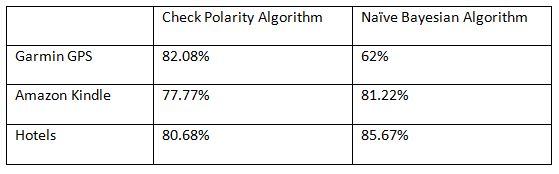 Check Polarity Algorithm Naïve Bayesian Algorithm
Garmin GPS 82.08% 62%
Amazon Kindle 77.77% 81.22%
Hotels 80.68% 85.67%